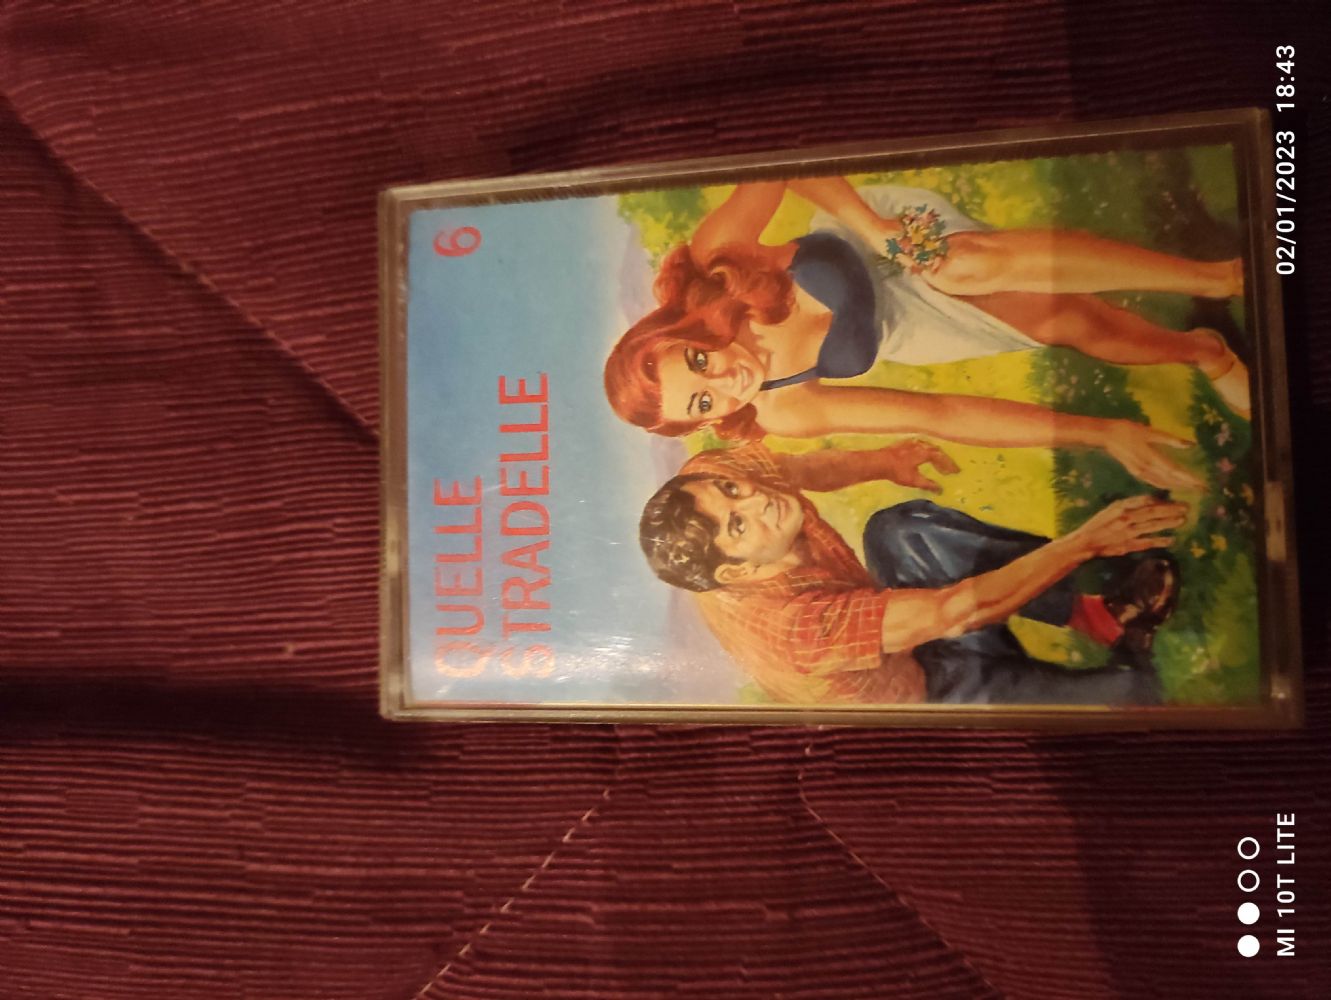 QUELLE
STRADELLE
6
MI 10T LITE
02/01/2023 18:43